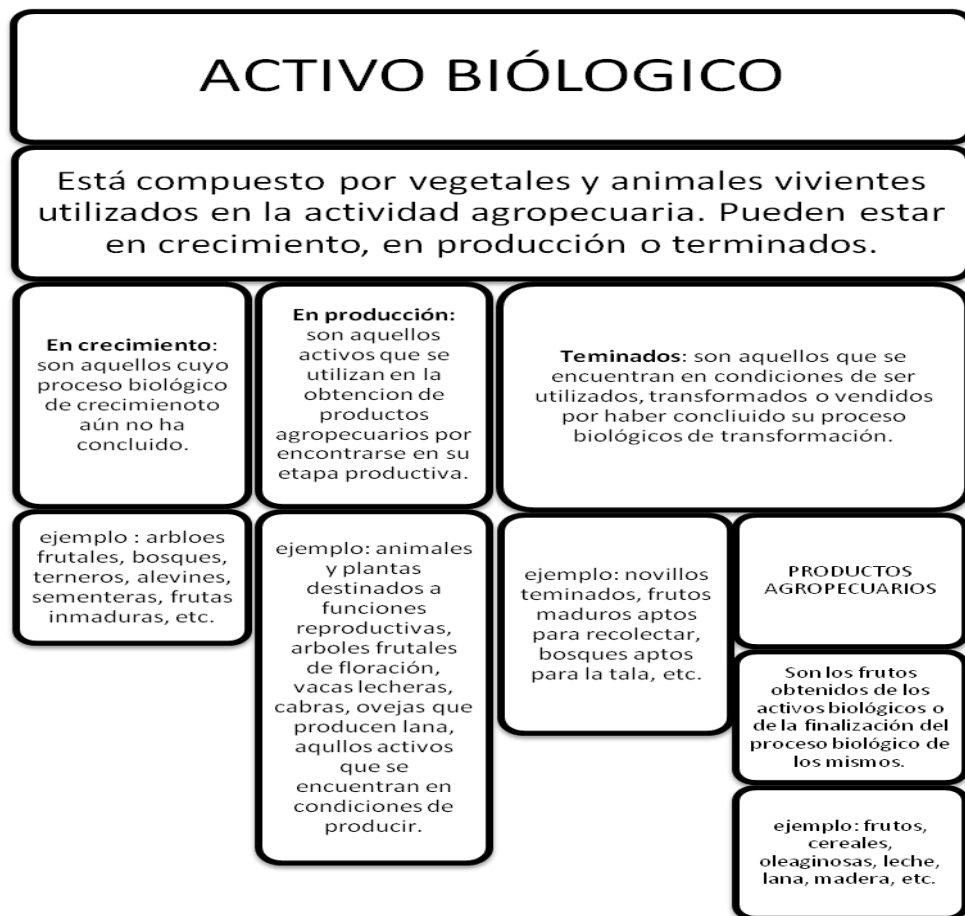 ACTIVO BIÓLOGICO
Está compuesto por vegetales y animales vivientes
utilizados en la actividad agropecuaria. Pueden estar
en crecimiento, en producción o terminados.
En crecimiento:
son aquellos cuyo
proceso biológico
de crecimienoto
aún no ha
concluido.
En producción:
son aquellos
activos que se
utilizan en la
obtencion de
productos
agropecuarios por
encontrarse en su
etapa productiva.
Teminados: son aquellos que se
encuentran en condiciones de ser
utilizados, transformados o vendidos
por haber concliuido su proceso
biológicos de transformación.
ejemplo : arbloes
frutales, bosques,
terneros, alevines,
sementeras, frutas
inmaduras, etc.
ejemplo: animales
y plantas
destinados a
funciones
reproductivas,
arboles frutales
de floración,
vacas lecheras,
cabras, ovejas que
producen lana,
aqullos activos
que se
encuentran en
condiciones de
producir.
ejemplo: novillos
teminados, frutos
maduros aptos
para recolectar,
bosques aptos
para la tala, etc.
PRODUCTOS
AGROPECUARIOS
Son los frutos
obtenidos de los
activos biológicos o
de la finalización del
proceso biológico de
los mismos.
ejemplo: frutos,
cereales,
oleaginosas, leche,
lana, madera, etc.